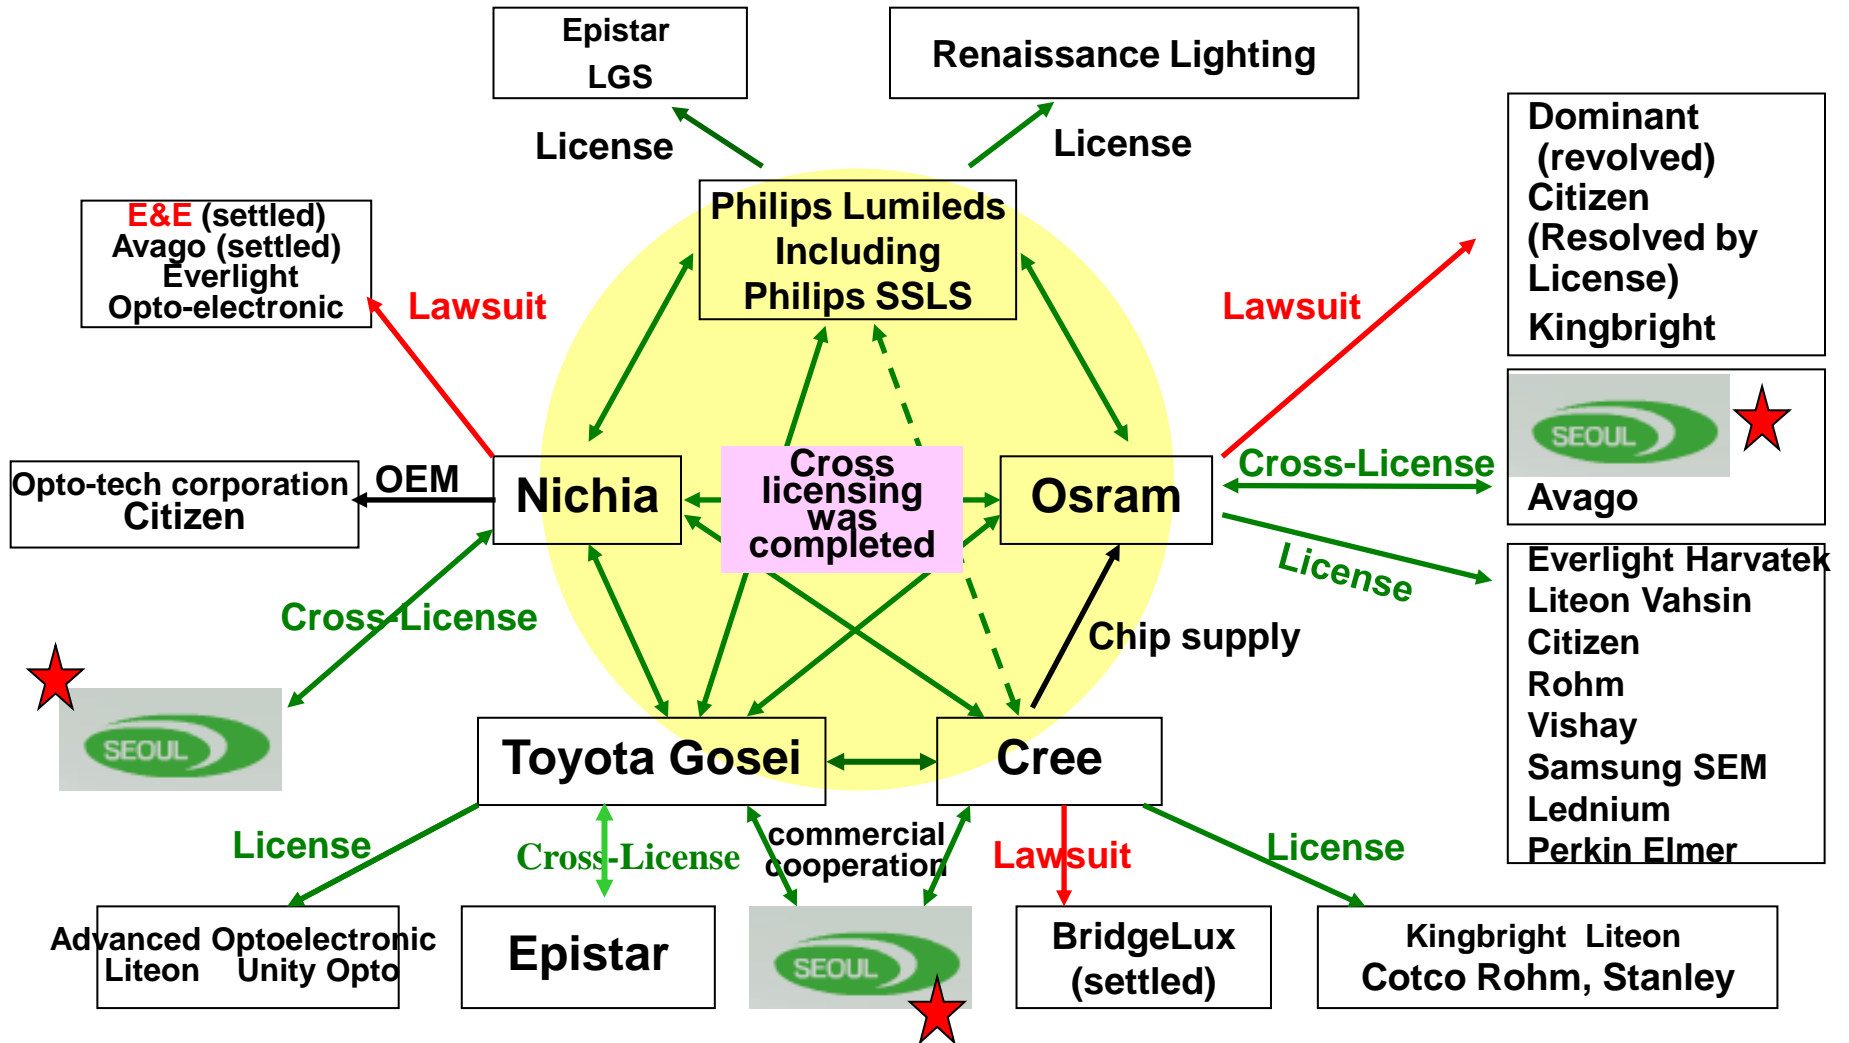 Epistar
LGS
Renaissance Lighting
License
License
Dominant
(revolved)
Citizen
(Resolved by
License)
Kingbright
Philips Lumileds
Including
Philips SSLS
E&E (settled)
Avago (settled)
Everlight
Opto-electronic
Lawsuit
Lawsuit
SEOUL
Avago
Cross-License
Opto-tech corporation
Citizen
OEM
Nichia
Cross
licensing
was
completed
Osram
License
Everlight Harvatek
Liteon Vahsin
Citizen
Rohm
Vishay
Samsung SEM
Lednium
Perkin Elmer
Cross-License
Chip supply
SEOUL
Toyota Gosei
Cree
License
Cross-License
commercial
cooperation
Lawsuit
License
Advanced Optoelectronic
Liteon Unity Opto
Epistar
SEOUL
BridgeLux
(settled)
Kingbright Liteon
Cotco Rohm, Stanley